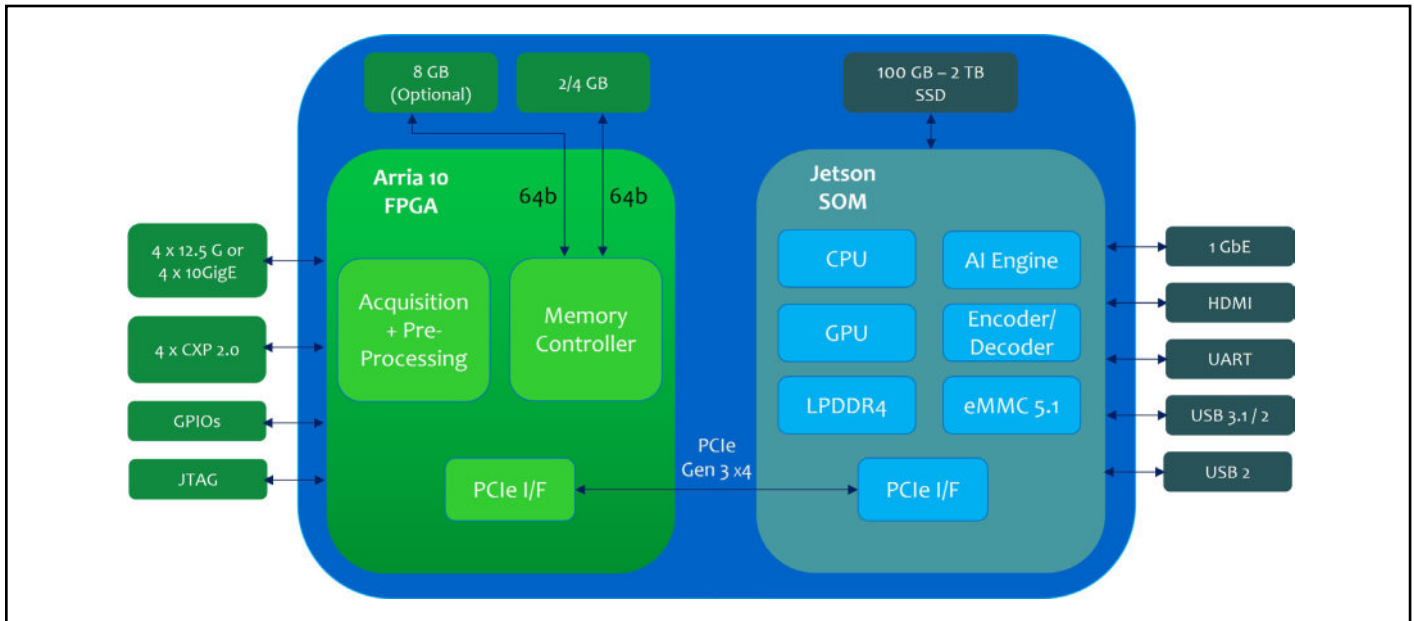 8 GB
(Optional)
2/4 GB
100 GB – 2 TB
SSD
Arria 10
FPGA
64b
64b
Jetson
SOM
4 x 12.5 G or
4 x 10GigE
4 x CXP 2.0
GPIOs
JTAG
Acquisition
+ Pre-
Processing
Memory
Controller
PCIe I/F
PCIe
Gen 3 x4
CPU
AI Engine
GPU
Encoder/
Decoder
LPDDR4
eMMC 5.1
PCIe I/F
1 GbE
HDMI
UART
USB 3.1 / 2
USB 2